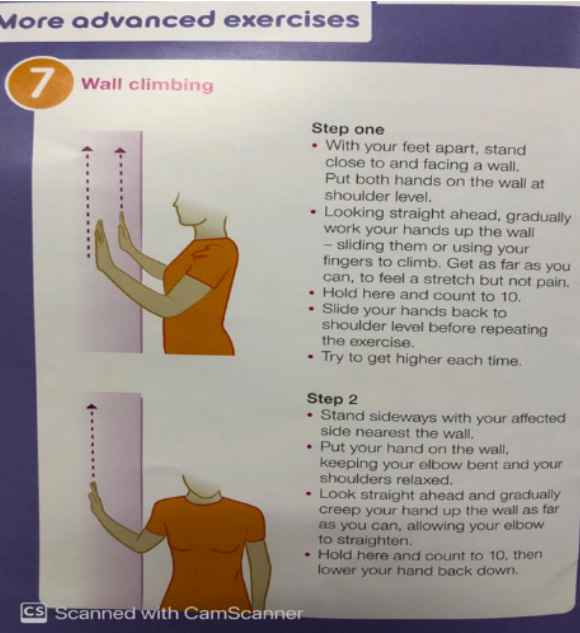 More advanced exercises
7 Wall climbing
Step one
• With your feet apart, stand
close to and facing a wall.
Put both hands on the wall at
shoulder level.
• Looking straight ahead, gradually
work your hands up the wall
– sliding them or using your
fingers to climb. Get as far as you
can, to feel a stretch but not pain.
• Hold here and count to 10.
• Slide your hands back to
shoulder level before repeating
the exercise.
• Try to get higher each time.
Step 2
• Stand sideways with your affected
side nearest the wall.
• Put your hand on the wall,
keeping your elbow bent and your
shoulders relaxed.
• Look straight ahead and gradually
creep your hand up the wall as far
as you can, allowing your elbow
to straighten.
• Hold here and count to 10, then
lower your hand back down.
CS Scanned with CamScanner